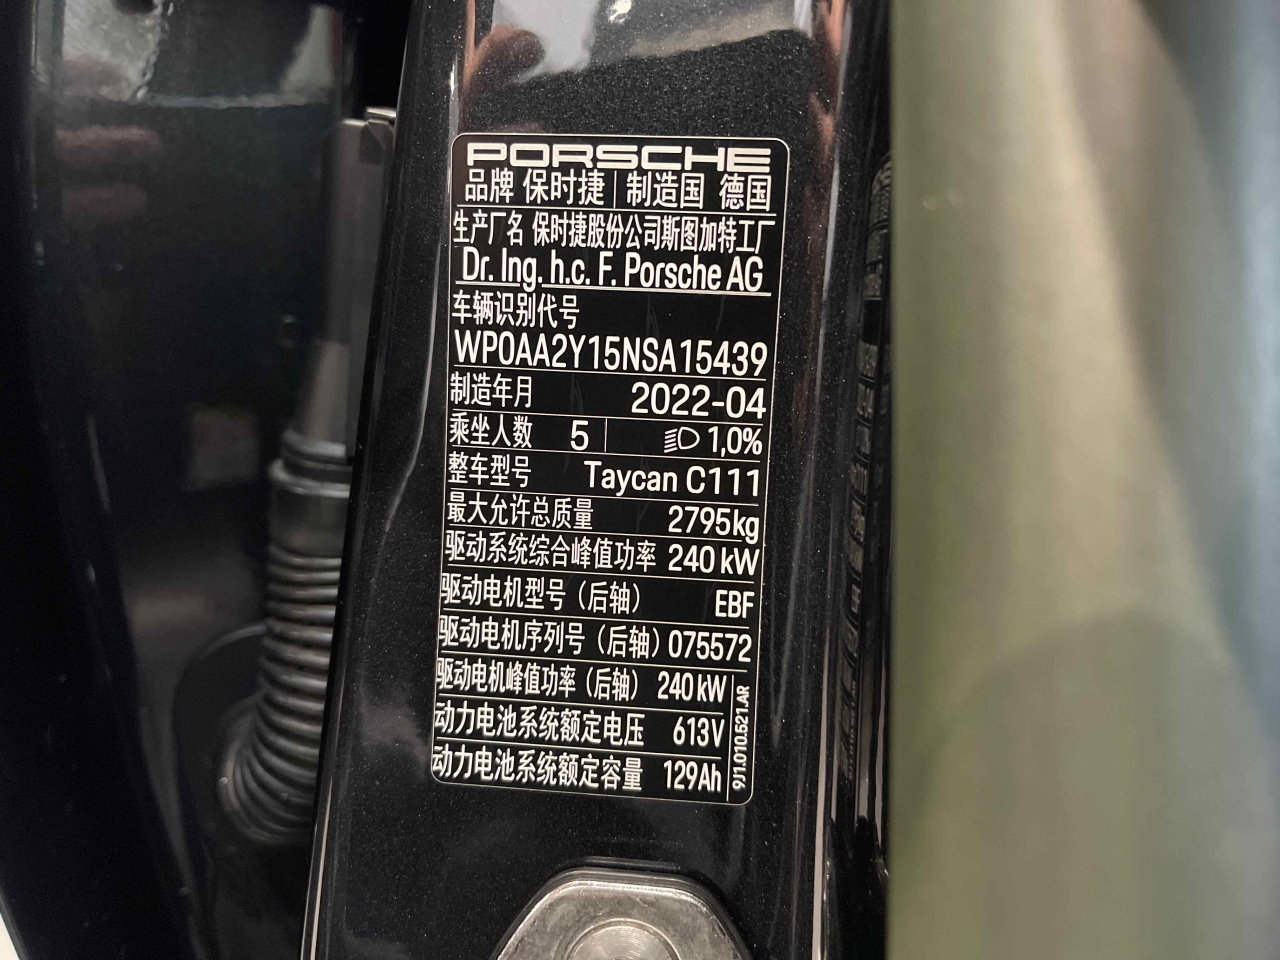 PORSCHE
品牌 保时捷 制造国 德国
生产厂名 保时捷股份公司斯图加特工厂
Dr. Ing. h.c. F. Porsche AG
车辆识别代号
WP0AA2Y15NSA15439
制造年月 2022-04
乘坐人数 5 1,0%
整车型号 Taycan C111
最大允许总质量 2795kg
驱动系统综合峰值功率 240 kW
驱动电机型号（后轴） EBF
驱动电机序列号（后轴） 075572
驱动电机峰值功率（后轴） 240 kW
动力电池系统额定电压 613V
动力电池系统额定容量 129Ah
9J1.010.621.AR